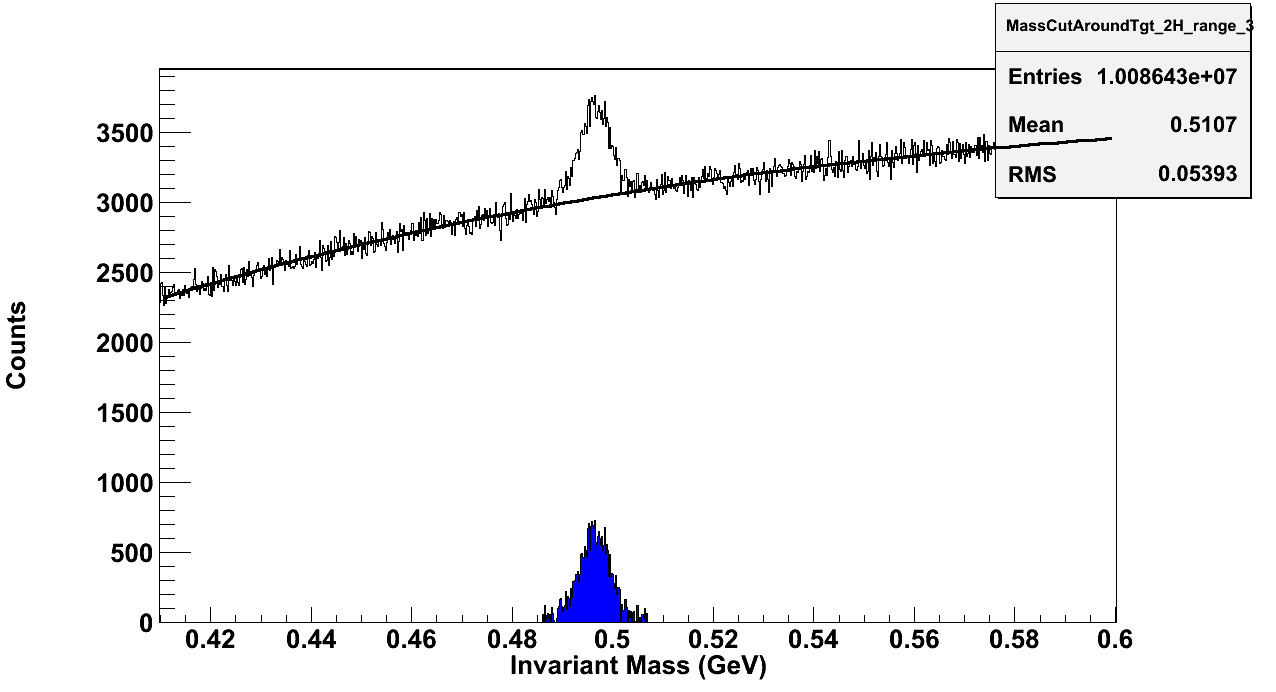 MassCutAroundTgt_2H_range_3
Entries 1.008643e+07
Mean 0.5107
RMS 0.05393
Counts
3500
3000
2500
2000
1500
1000
500
0
0.42 0.44 0.46 0.48 0.5 0.52 0.54 0.56 0.58 0.6
Invariant Mass (GeV)